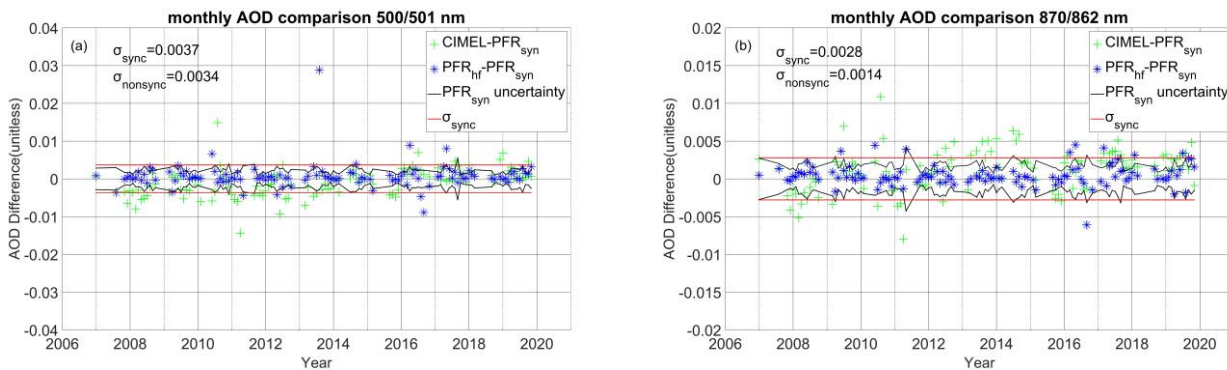 monthly AOD comparison 500/501 nm
(a)
σsync=0.0037
σnonsync=0.0034
CIMEL-PFRsyn
PFRhf-PFRsyn
PFRsyn uncertainty
σsync
AOD Difference(unitless)
0.04
0.03
0.02
0.01
0
-0.01
-0.02
-0.03
-0.04
2006 2008 2010 2012 2014 2016 2018 2020
Year
monthly AOD comparison 870/862 nm
(b)
σsync=0.0028
σnonsync=0.0014
CIMEL-PFRsyn
PFRhf-PFRsyn
PFRsyn uncertainty
σsync
AOD Difference(unitless)
0.02
0.015
0.01
0.005
0
-0.005
-0.01
-0.015
-0.02
2006 2008 2010 2012 2014 2016 2018 2020
Year